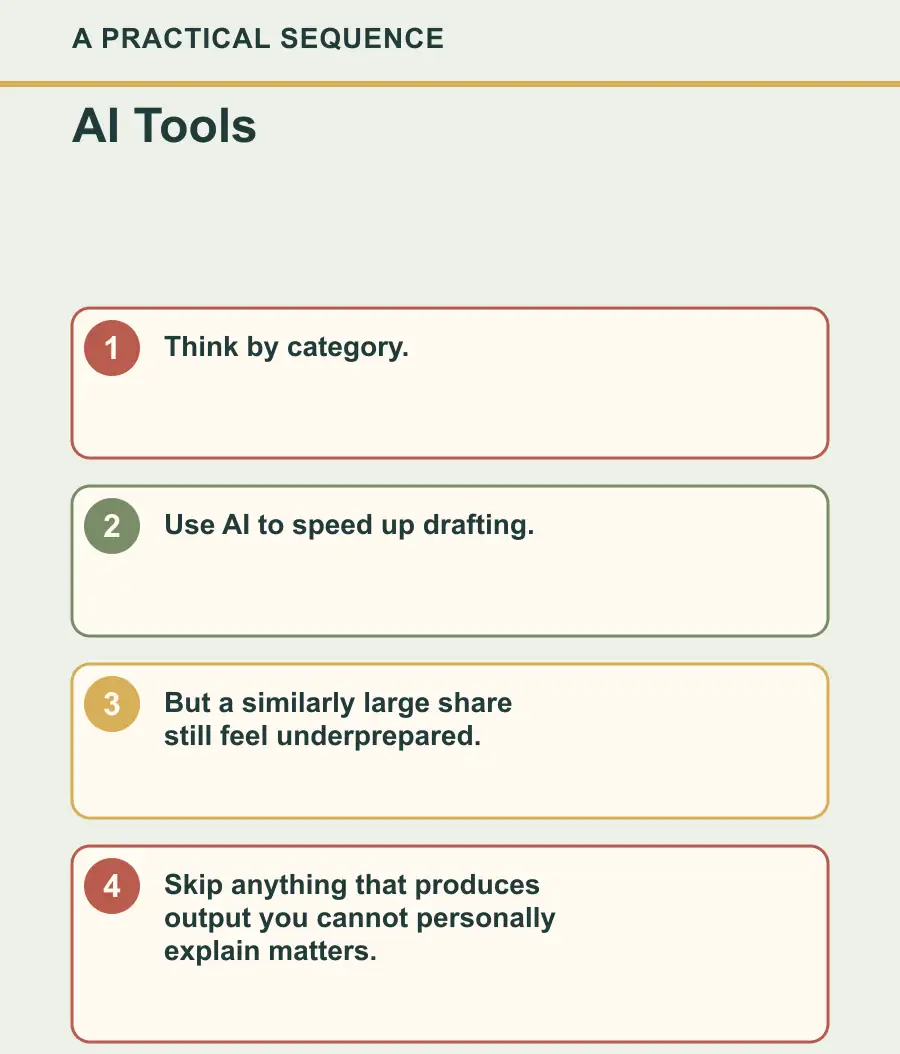 A PRACTICAL SEQUENCE
AI Tools
1
Think by category.
2
Use AI to speed up drafting.
3
But a similarly large share
still feel underprepared.
4
Skip anything that produces
output you cannot personally
explain matters.